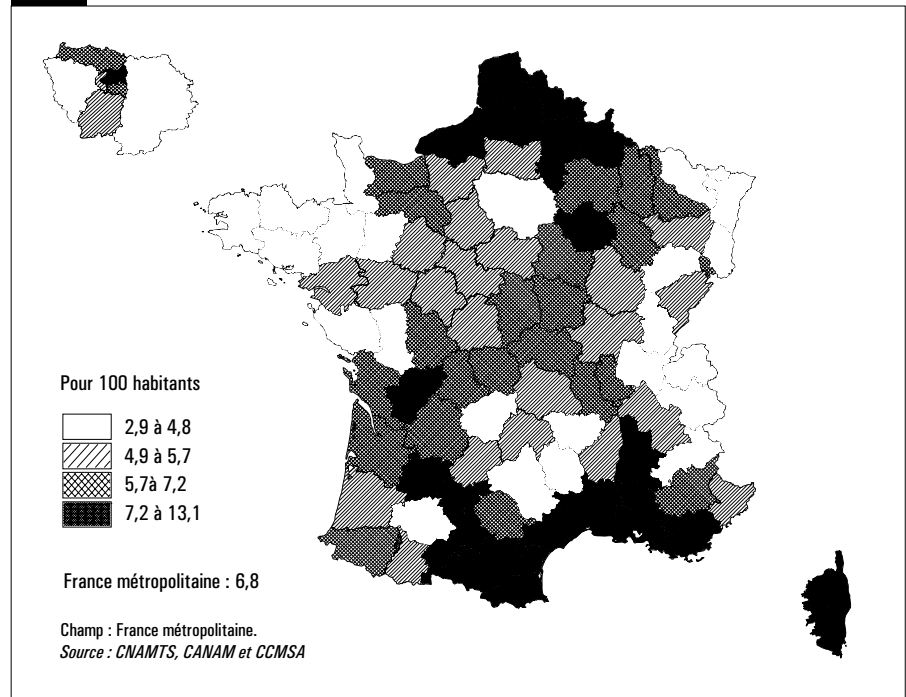 Pour 100 habitants
2,9 à 4,8
4,9 à 5,7
5,7à 7,2
7,2 à 13,1
France métropolitaine : 6,8
Champ : France métropolitaine.
Source : CNAMTS, CANAM et CCMSA